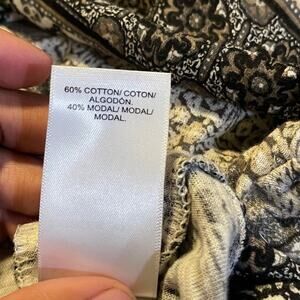 60% COTTON/ COTON/
ALGODÓN.
40% MODAL/ MODAL/
MODAL.